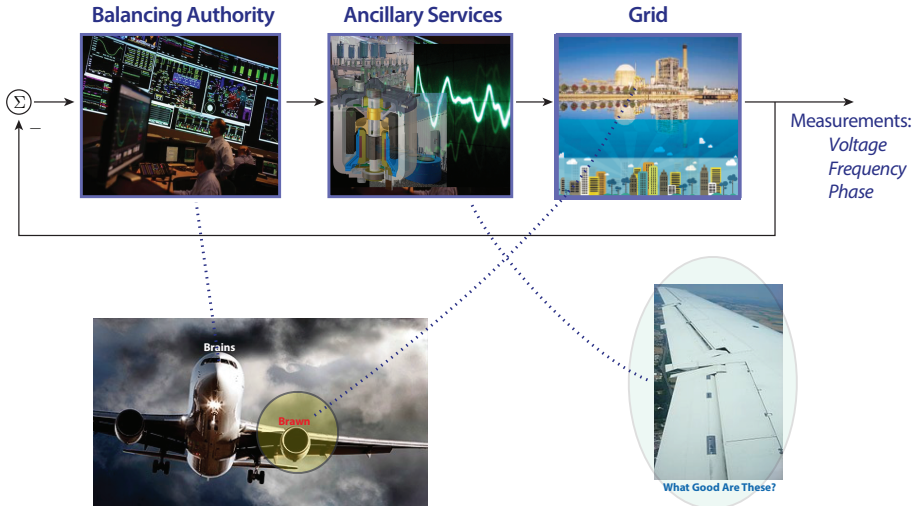 Balancing Authority
Ancillary Services
Grid
Σ
−
Measurements:
Voltage
Frequency
Phase
Brains
Brawn
What Good Are These?